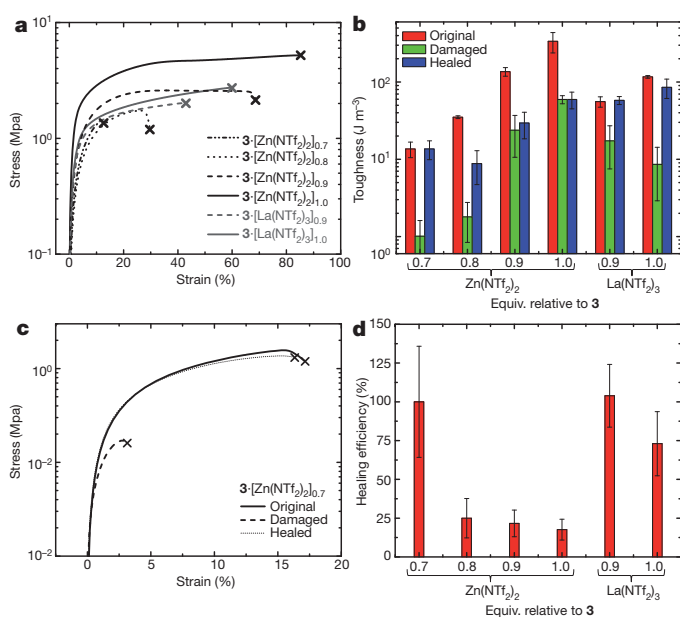 a
Stress (Mpa)
10¹
10⁰
10⁻¹
0 20 40 60 80 100
Strain (%)
3·[Zn(NTf₂)₂]₀.₇
3·[Zn(NTf₂)₂]₀.₈
3·[Zn(NTf₂)₂]₀.₉
3·[Zn(NTf₂)₂]₁.₀
3·[La(NTf₂)₃]₀.₉
3·[La(NTf₂)₃]₁.₀
b
Original
Damaged
Healed
Toughness (J m⁻³)
10²
10¹
10⁰
0.7 0.8 0.9 1.0 0.9 1.0
Zn(NTf₂)₂ La(NTf₂)₃
Equiv. relative to 3
c
Stress (Mpa)
10⁰
10⁻²
10⁻²
0 5 10 15 20
Strain (%)
3·[Zn(NTf₂)₂]₀.₇
Original
Damaged
Healed
d
Healing efficiency (%)
150
125
100
75
50
25
0
0.7 0.8 0.9 1.0 0.9 1.0
Zn(NTf₂)₂ La(NTf₂)₃
Equiv. relative to 3